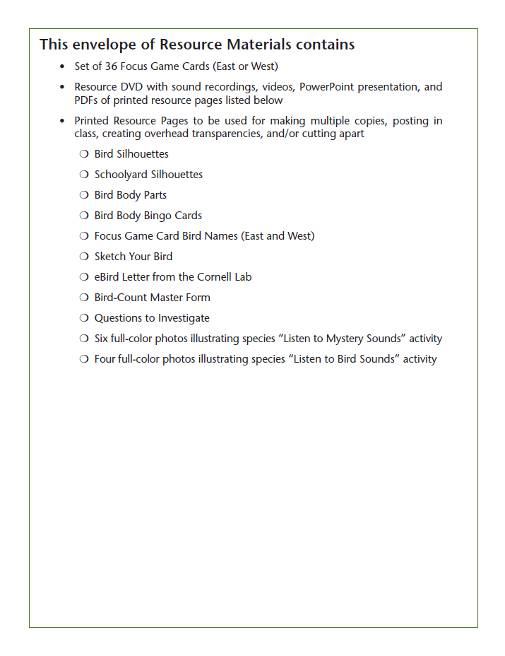 This envelope of Resource Materials contains
• Set of 36 Focus Game Cards (East or West)
• Resource DVD with sound recordings, videos, PowerPoint presentation, and
PDFs of printed resource pages listed below
• Printed Resource Pages to be used for making multiple copies, posting in
class, creating overhead transparencies, and/or cutting apart
❍ Bird Silhouettes
❍ Schoolyard Silhouettes
❍ Bird Body Parts
❍ Bird Body Bingo Cards
❍ Focus Game Card Bird Names (East and West)
❍ Sketch Your Bird
❍ eBird Letter from the Cornell Lab
❍ Bird-Count Master Form
❍ Questions to Investigate
❍ Six full-color photos illustrating species “Listen to Mystery Sounds” activity
❍ Four full-color photos illustrating species “Listen to Bird Sounds” activity